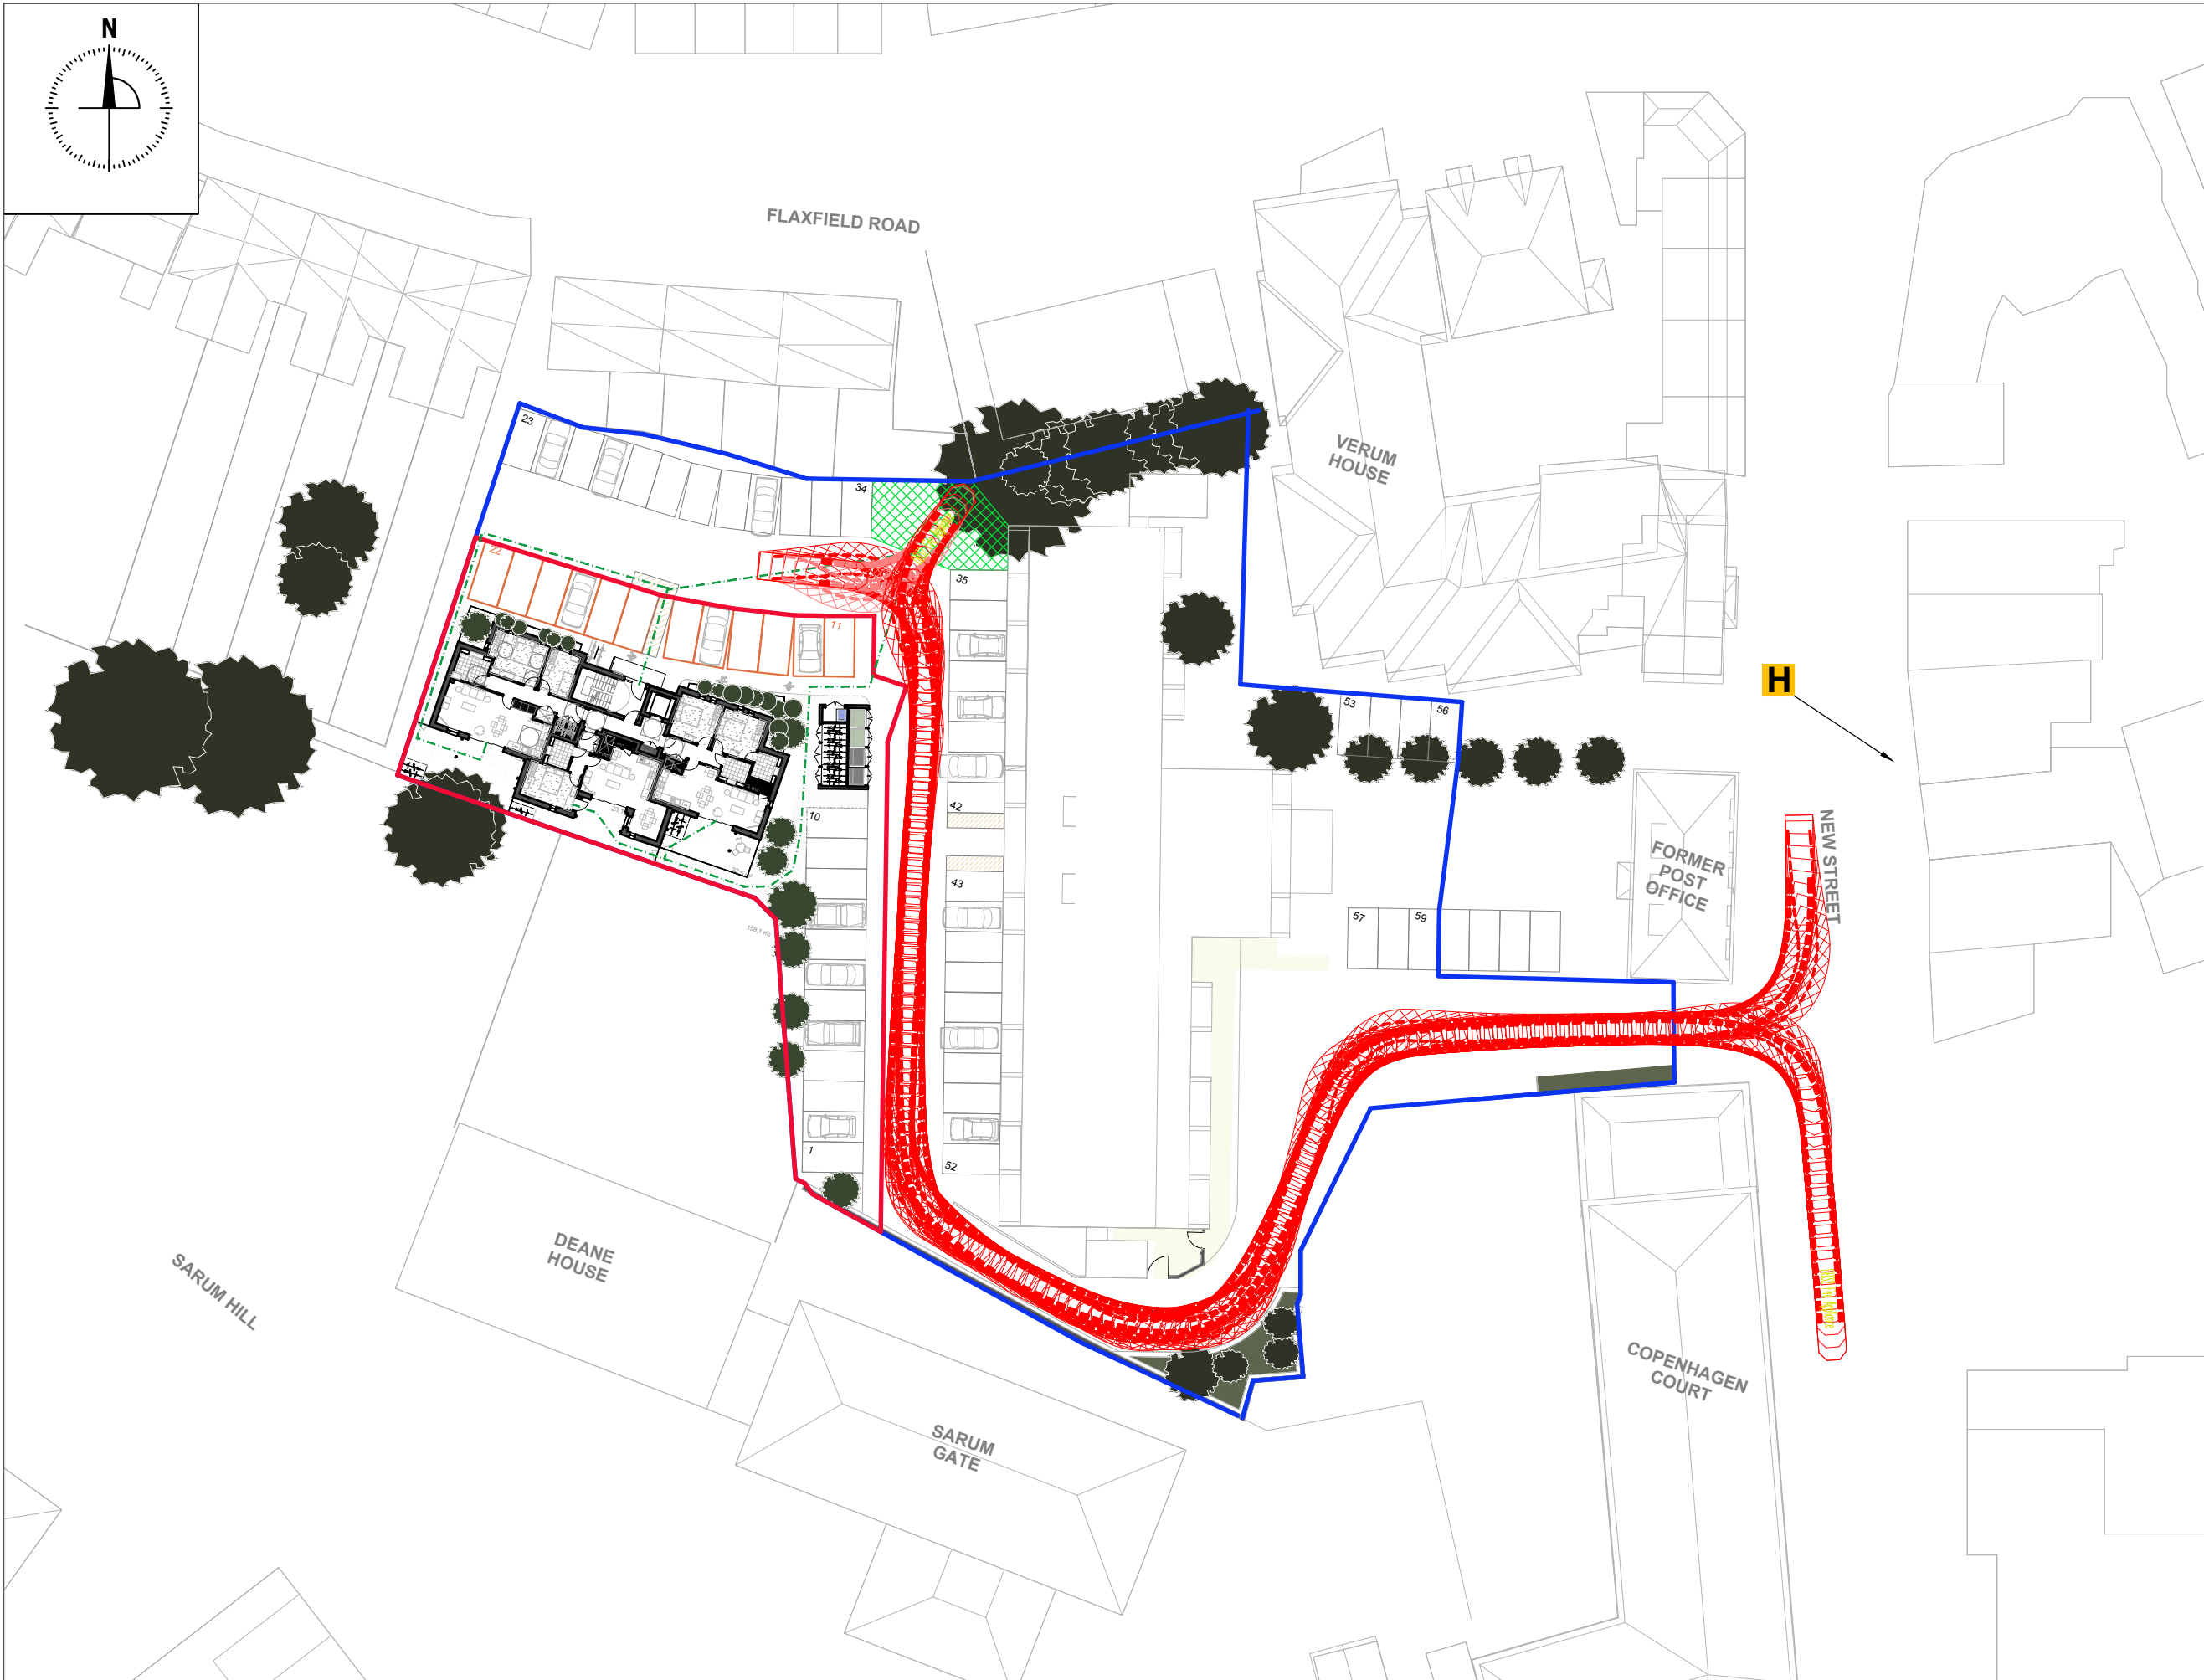 N
FLAXFIELD ROAD
23
34
VERUM
HOUSE
22
35
11
H
53
56
42
10
NEW STREET
FORMER
POST
OFFICE
43
57
59
1
52
DEANE
HOUSE
SARUM HILL
COPENHAGEN
COURT
SARUM
GATE